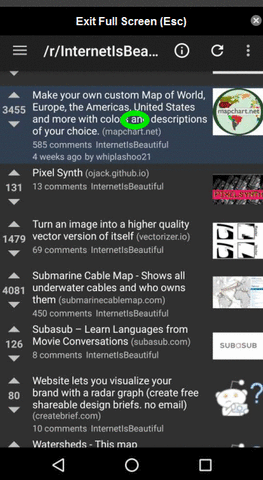 Exit Full Screen (Esc)
/r/InternetIsBea...
3455
Make your own custom Map of World,
Europe, the Americas, United States
and more with colors and descriptions
of your choice. (mapchart.net)
mapchart.net
585 comments InternetIsBeautiful
4 weeks ago by whiplashoo21
131
Pixel Synth (ojack.github.io)
13 comments InternetIsBeautiful
1479
Turn an image into a higher quality
vector version of itself (vectorizer.io)
69 comments InternetIsBeautiful
4081
Submarine Cable Map - Shows all
underwater cables and who owns
them (submarinecablemap.com)
450 comments InternetIsBeautiful
126
Subasub – Learn Languages from
Movie Conversations (subasub.com)
SUBASUB
8 comments InternetIsBeautiful
80
Website lets you visualize your
brand with a radar graph (create free
shareable design briefs. no email)
(createbrief.com)
10 comments InternetIsBeautiful
Watersheds - This map